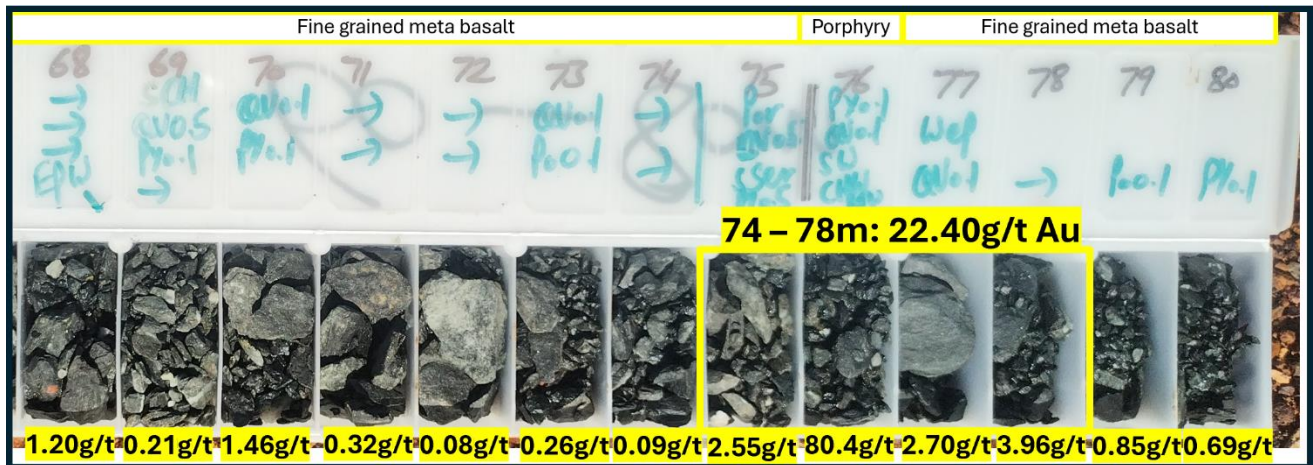 Fine grained meta basalt Porphyry Fine grained meta basalt
68 69 70 71 72 73 74 75 76 77 78 79 80
→ SCH QV0.1 → → QV0.1 → Por PY0.1
→ QV0.5 QV0.5 QV0.1 Wep
→ PY0.1 PY0.1 → → Po0.1 → SW QV0.1 → Po0.1 PY0.1
EPW →
74 – 78m: 22.40g/t Au
1.20g/t 0.21g/t 1.46g/t 0.32g/t 0.08g/t 0.26g/t 0.09g/t 2.55g/t 80.4g/t 2.70g/t 3.96g/t 0.85g/t 0.69g/t